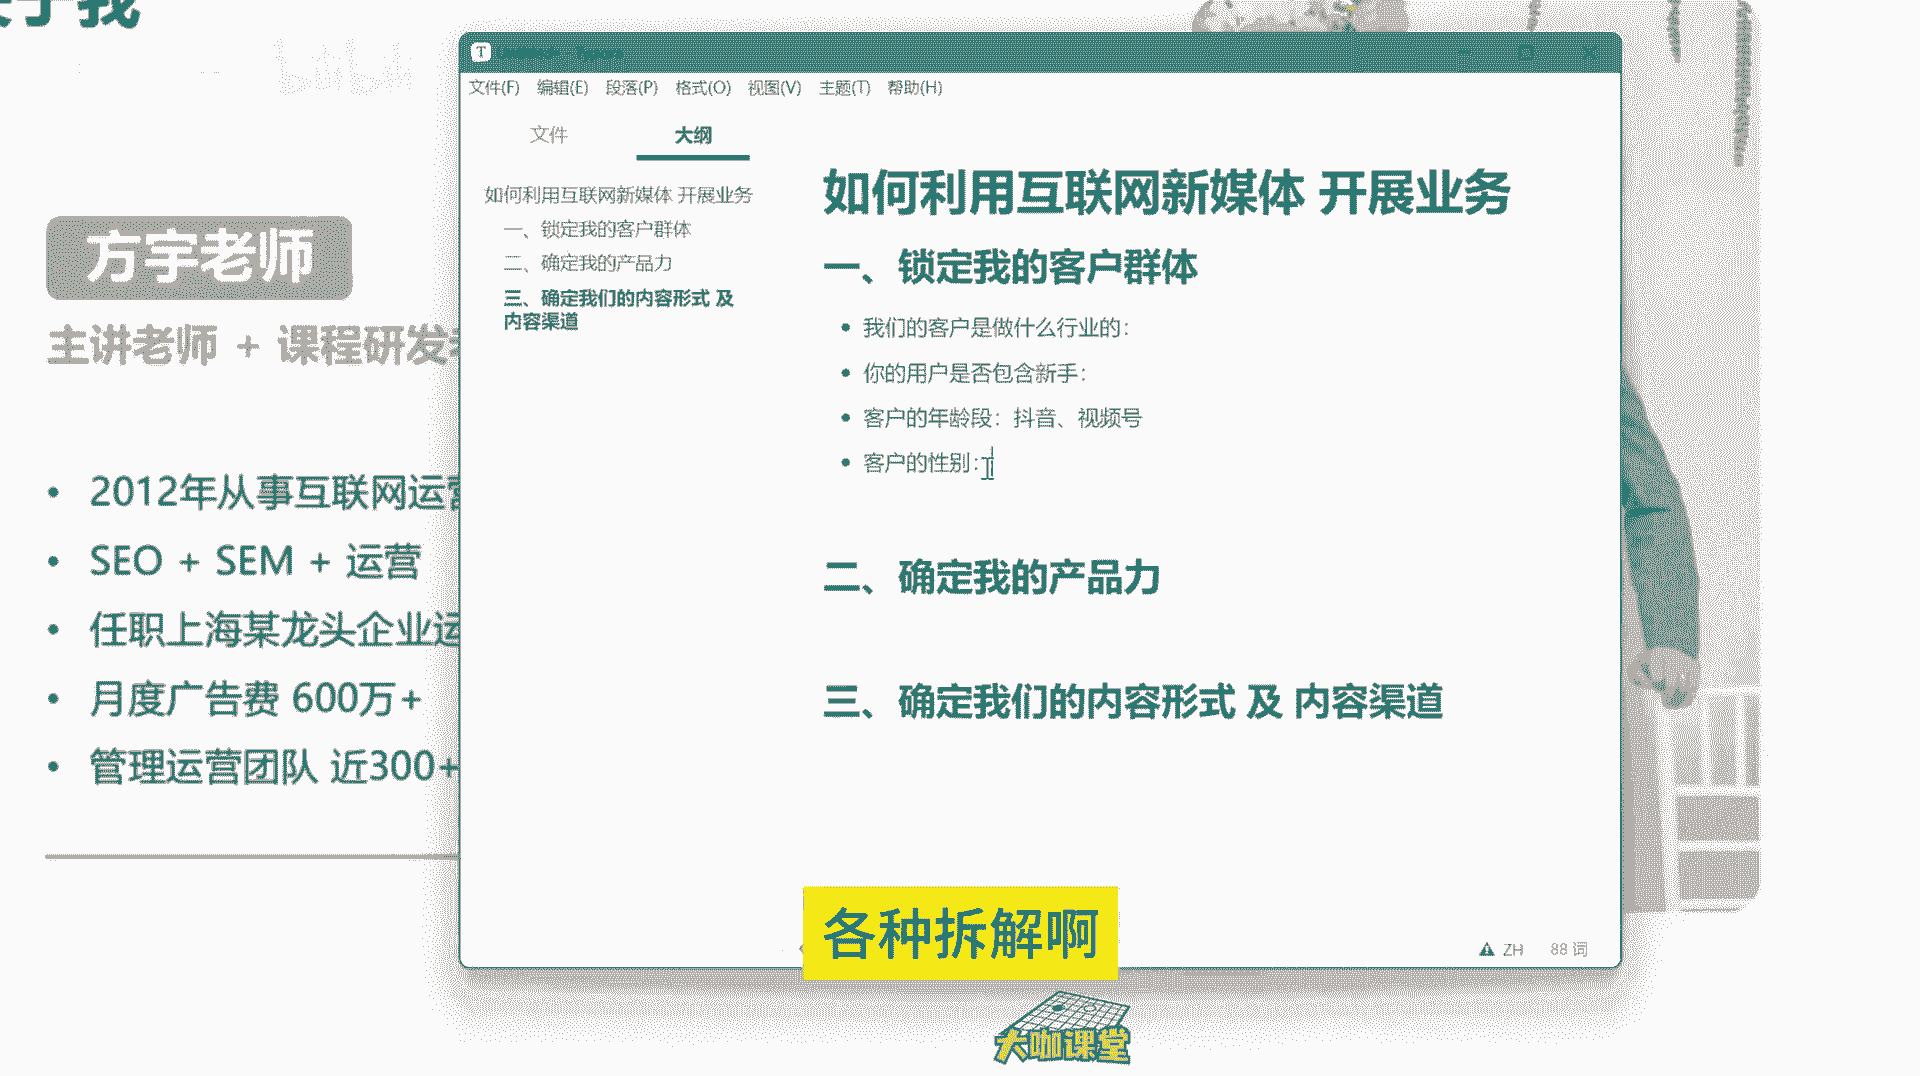 于我
bilibili
方宇老师
主讲老师 + 课程研发
2012年从事互联网运营
SEO + SEM + 运营
任职上海某龙头企业运
月度广告费 600万+
管理运营团队 近300+
T
文件(F) 编辑(E) 段落(P) 格式(O) 视图(V) 主题(T) 帮助(H)
文件 大纲
如何利用互联网新媒体 开展业务
一、锁定我的客户群体
二、确定我的产品力
三、确定我们的内容形式 及
内容渠道
如何利用互联网新媒体 开展业务
一、锁定我的客户群体
我们的客户是做什么行业的：
你的用户是否包含新手：
客户的年龄段：抖音、视频号
客户的性别：
二、确定我的产品力
三、确定我们的内容形式 及 内容渠道
各种拆解啊
ZH 88 词
大咖课堂